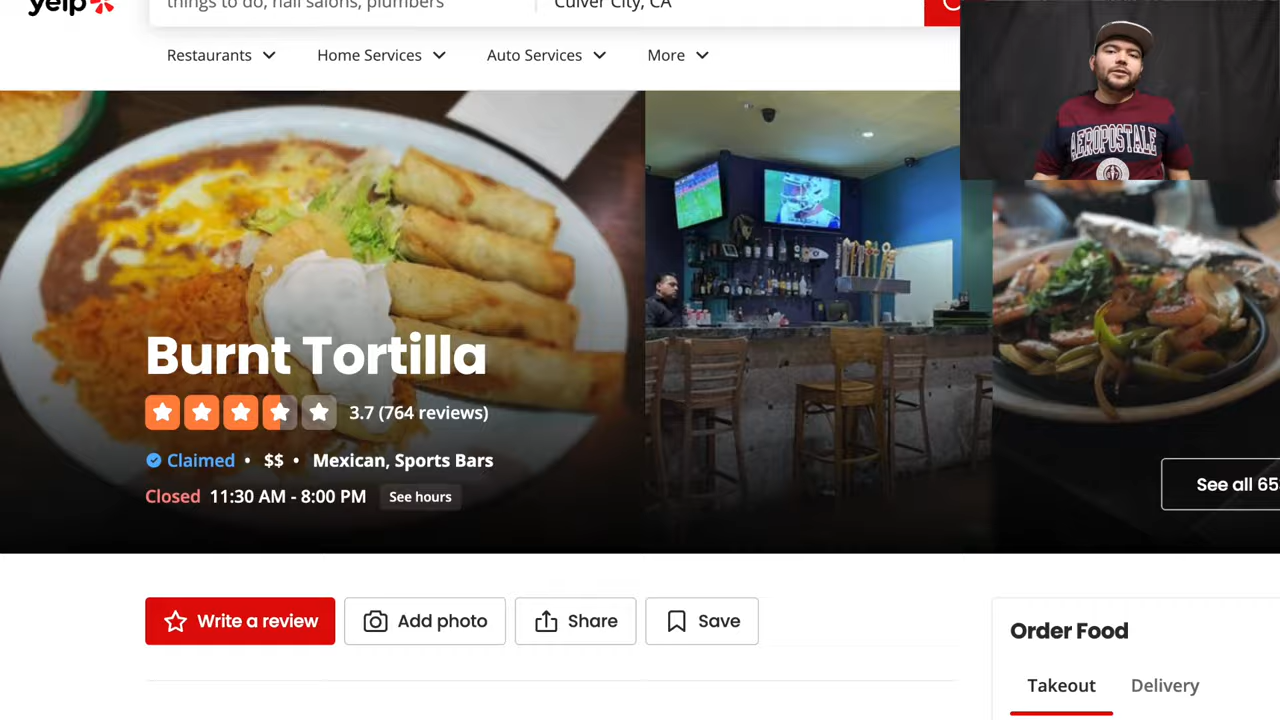 yelp
things to do, nail salons, plumbers
Culver City, CA
Restaurants
Home Services
Auto Services
More
AEROPOSTALE
Burnt Tortilla
3.7 (764 reviews)
Claimed • $$ • Mexican, Sports Bars
Closed 11:30 AM - 8:00 PM See hours
See all 65
Write a review
Add photo
Share
Save
Order Food
Takeout
Delivery